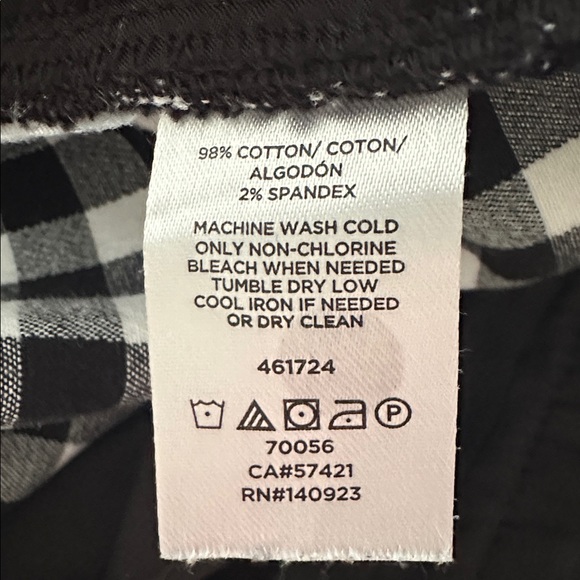 98% COTTON/ COTON/
ALGODÓN
2% SPANDEX
MACHINE WASH COLD
ONLY NON-CHLORINE
BLEACH WHEN NEEDED
TUMBLE DRY LOW
COOL IRON IF NEEDED
OR DRY CLEAN
461724
P
70056
CA#57421
RN#140923